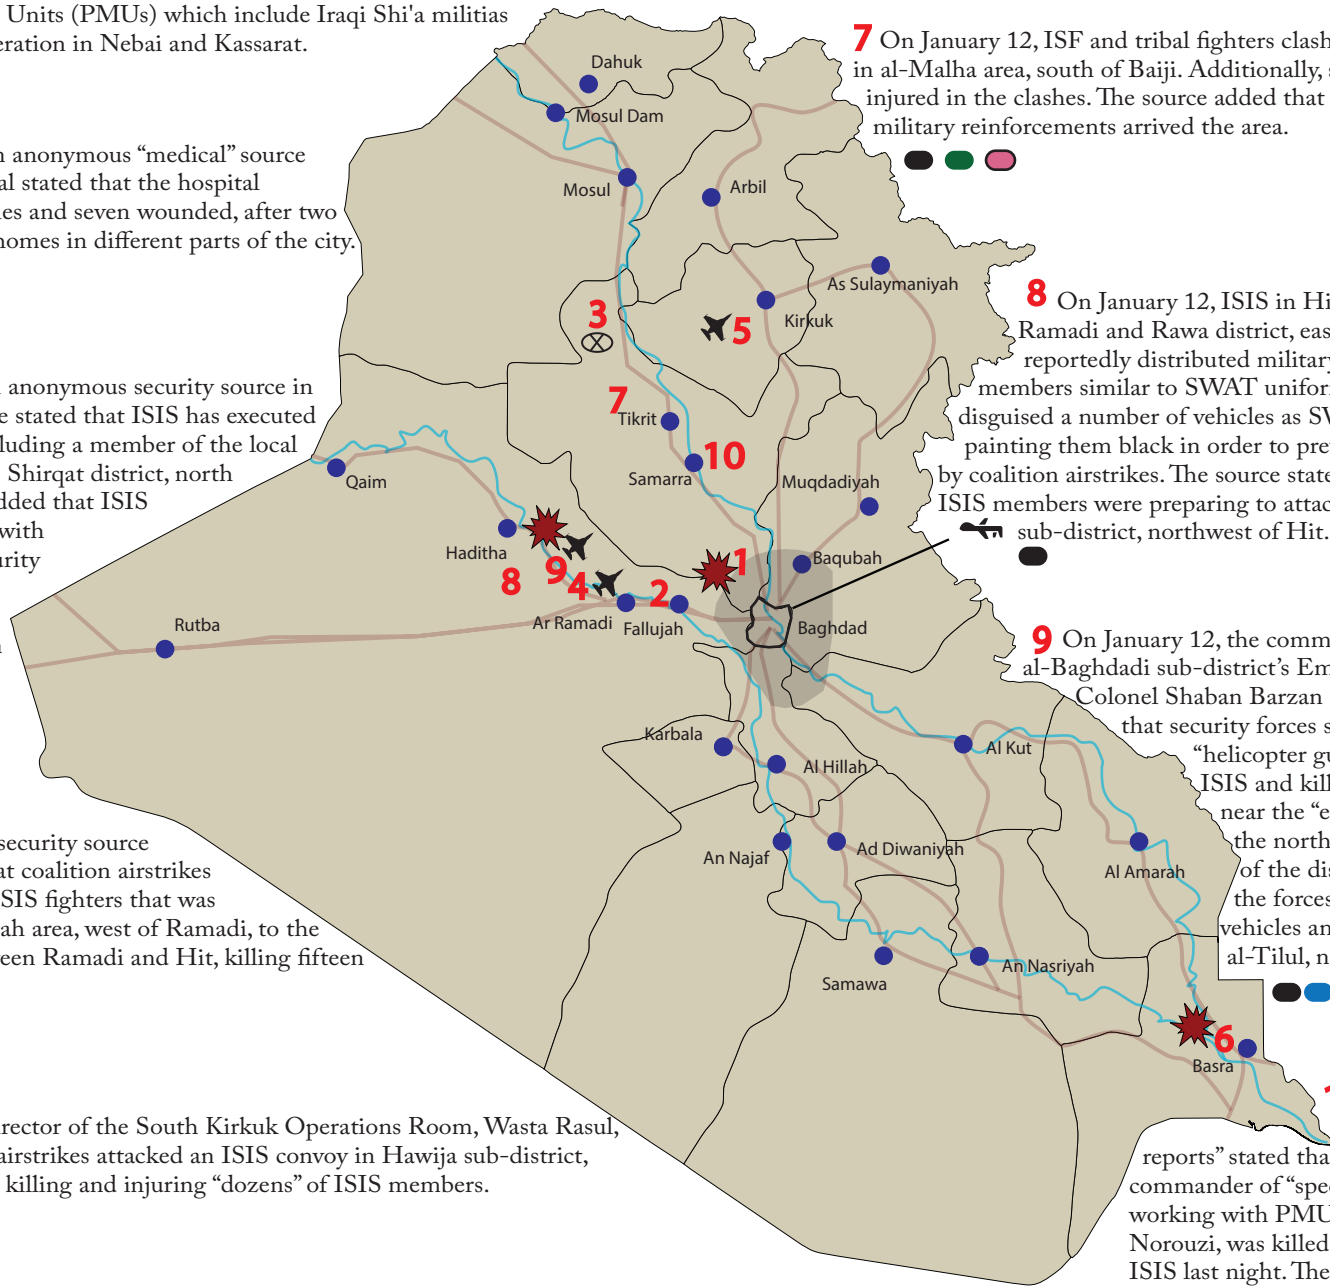 Units (PMUs) which include Iraqi Shi'a militias
eration in Nebai and Kassarat.
n anonymous “medical” source
al stated that the hospital
es and seven wounded, after two
homes in different parts of the city.
anonymous security source in
e stated that ISIS has executed
cluding a member of the local
Shirqat district, north
dded that ISIS
with
urity
security source
at coalition airstrikes
ISIS fighters that was
ah area, west of Ramadi, to the
een Ramadi and Hit, killing fifteen
rector of the South Kirkuk Operations Room, Wasta Rasul,
airstrikes attacked an ISIS convoy in Hawija sub-district,
killing and injuring “dozens” of ISIS members.
Dahuk
Mosul Dam
Mosul
Arbil
As Sulaymaniyah
Kirkuk
3
5
7
Tikrit
10
Samarra
Muqdadiyah
Qaim
Haditha
8
9
4
2
1
Baqubah
Ar Ramadi
Fallujah
Baghdad
Rutba
Karbala
Al Hillah
Al Kut
An Najaf
Ad Diwaniyah
Al Amarah
Samawa
An Nasriyah
6
Basra
7 On January 12, ISF and tribal fighters clash
in al-Malha area, south of Baiji. Additionally, s
injured in the clashes. The source added that
military reinforcements arrived the area.
8 On January 12, ISIS in Hi
Ramadi and Rawa district, eas
reportedly distributed military
members similar to SWAT unifor
disguised a number of vehicles as SW
painting them black in order to pre
by coalition airstrikes. The source state
ISIS members were preparing to attac
sub-district, northwest of Hit.
9 On January 12, the comm
al-Baghdadi sub-district’s Em
Colonel Shaban Barzan
that security forces s
“helicopter gu
ISIS and kill
near the “e
the north
of the dis
the forces
vehicles an
al-Tilul, n
reports” stated tha
commander of “spec
working with PMU
Norouzi, was killed
ISIS last night. The